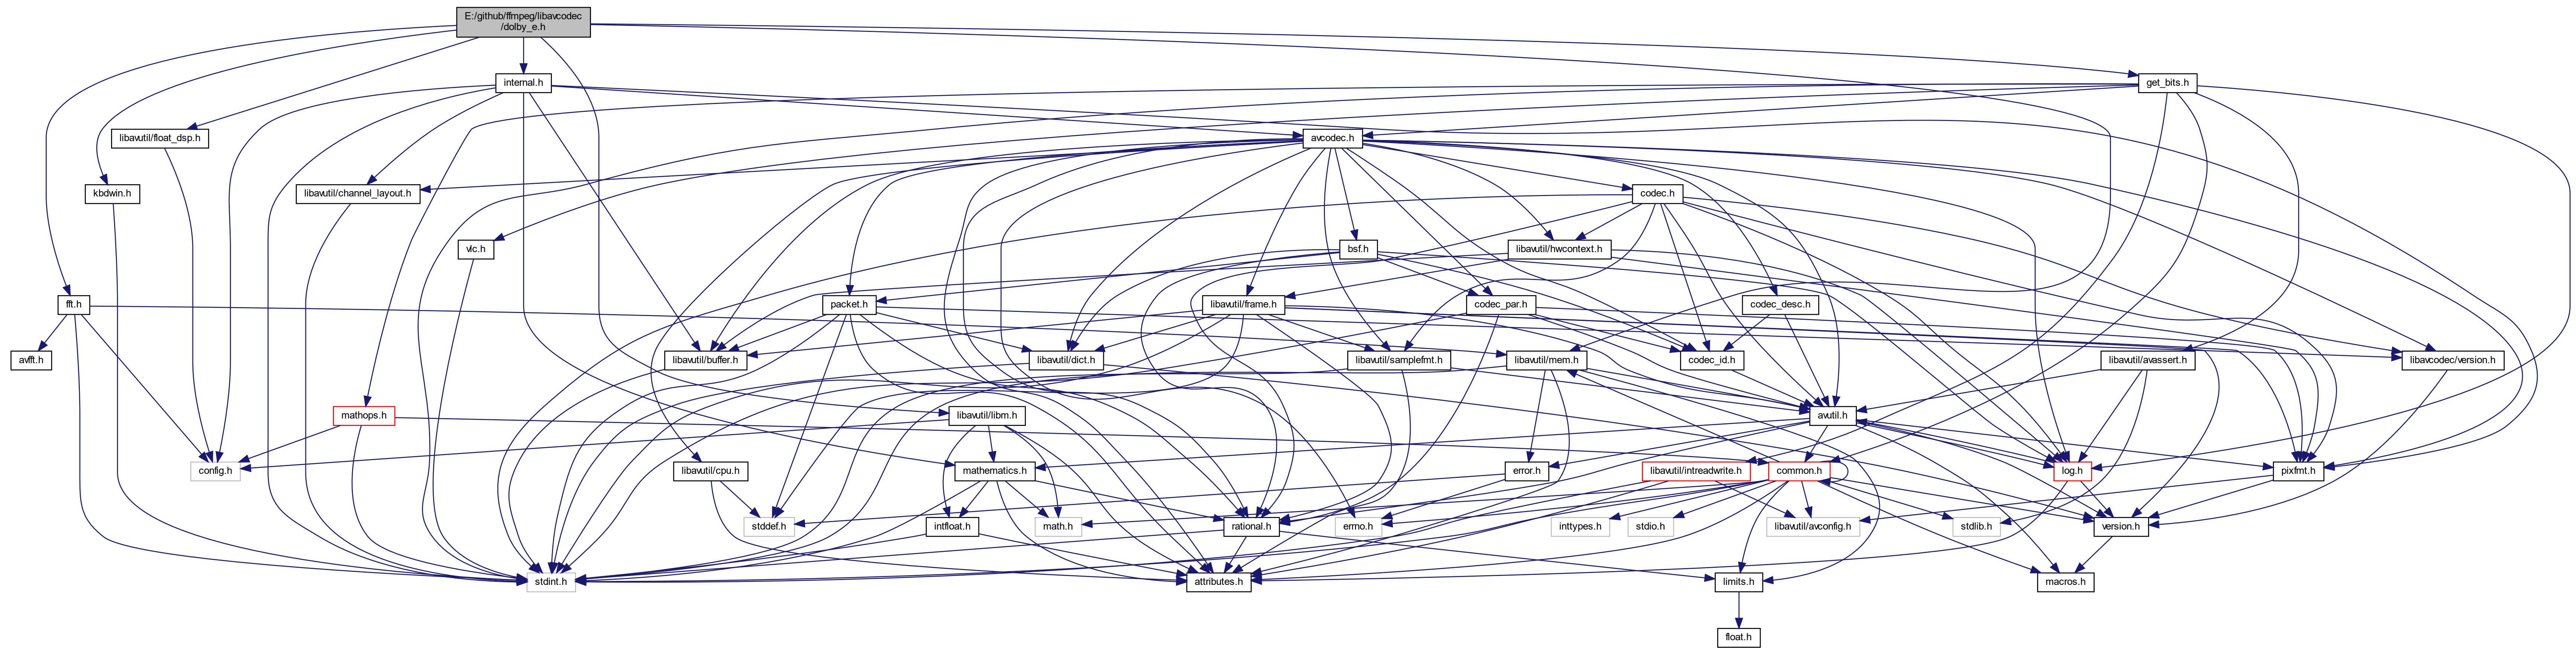 E:/github/ffmpeg/libavcodec
/dolby_e.h
internal.h
get_bits.h
libavutil/float_dsp.h
avcodec.h
kbdwin.h
libavutil/channel_layout.h
codec.h
vlc.h
bsf.h
libavutil/hwcontext.h
fft.h
packet.h
libavutil/frame.h
codec_par.h
codec_desc.h
avfft.h
libavutil/buffer.h
libavutil/dict.h
libavutil/samplefmt.h
libavutil/mem.h
codec_id.h
libavutil/avassert.h
libavcodec/version.h
mathops.h
libavutil/libm.h
avutil.h
config.h
libavutil/cpu.h
mathematics.h
error.h
libavutil/intreadwrite.h
common.h
log.h
pixfmt.h
stddef.h
intfloat.h
math.h
rational.h
errno.h
inttypes.h
stdio.h
libavutil/avconfig.h
stdlib.h
version.h
stdint.h
attributes.h
limits.h
macros.h
float.h